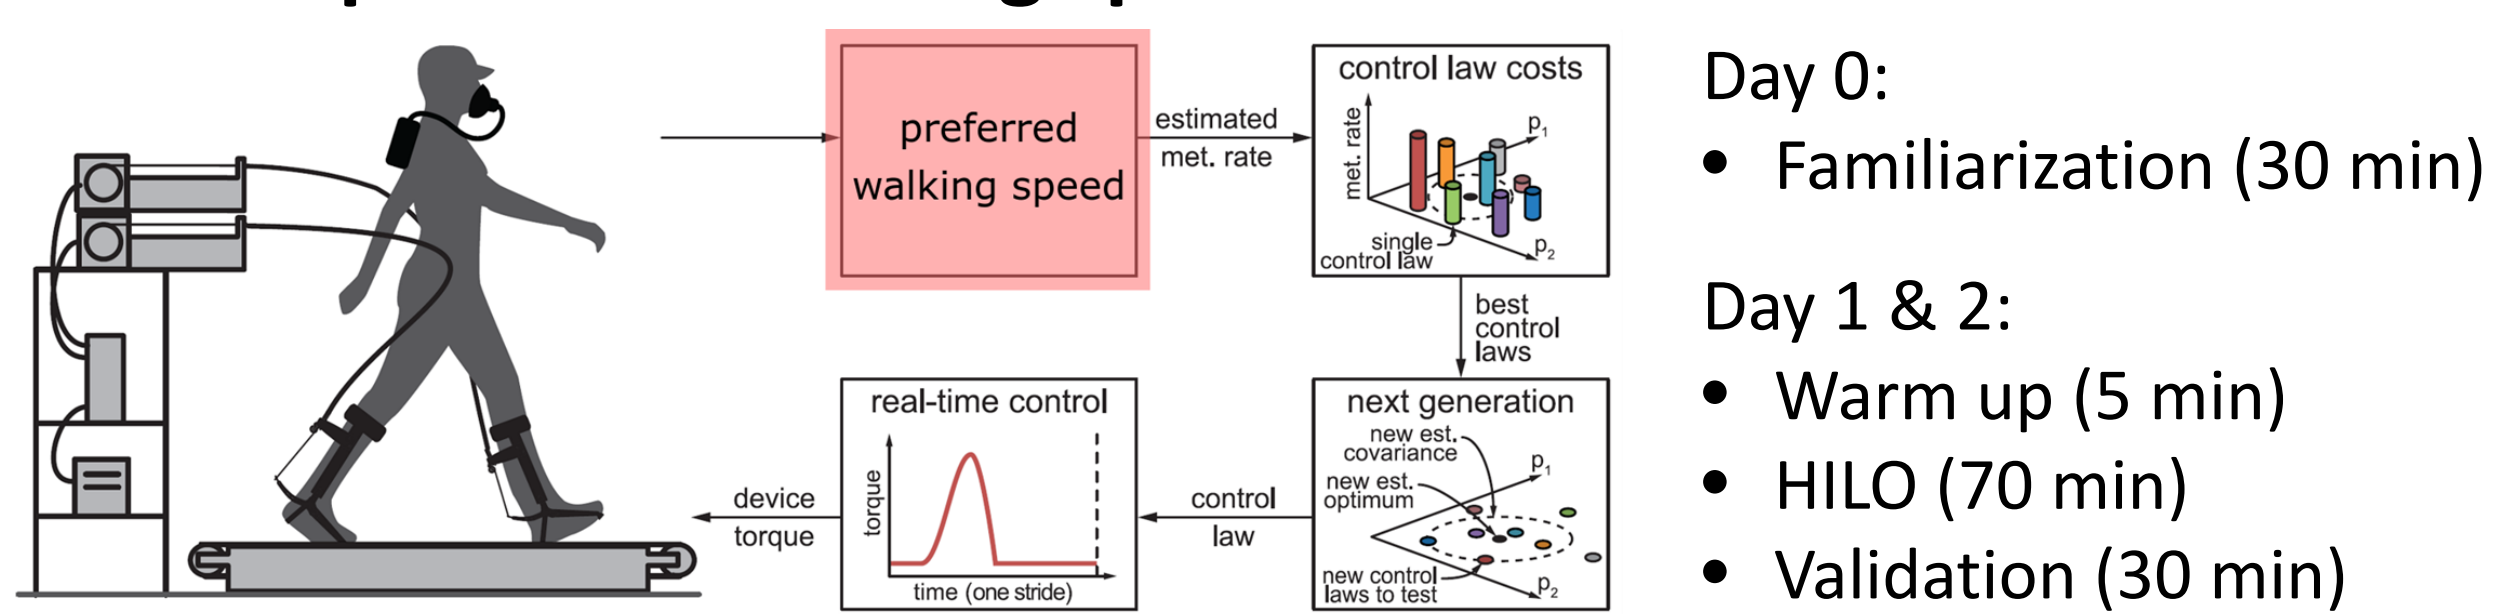 preferred
walking speed
estimated
met. rate
control law costs
met. rate
p1
p2
single
control law
best
control
laws
next generation
new est.
covariance
new est.
optimum
p1
p2
new control
laws to test
control
law
real-time control
torque
time (one stride)
device
torque
Day 0:
• Familiarization (30 min)
Day 1 & 2:
• Warm up (5 min)
• HILO (70 min)
• Validation (30 min)